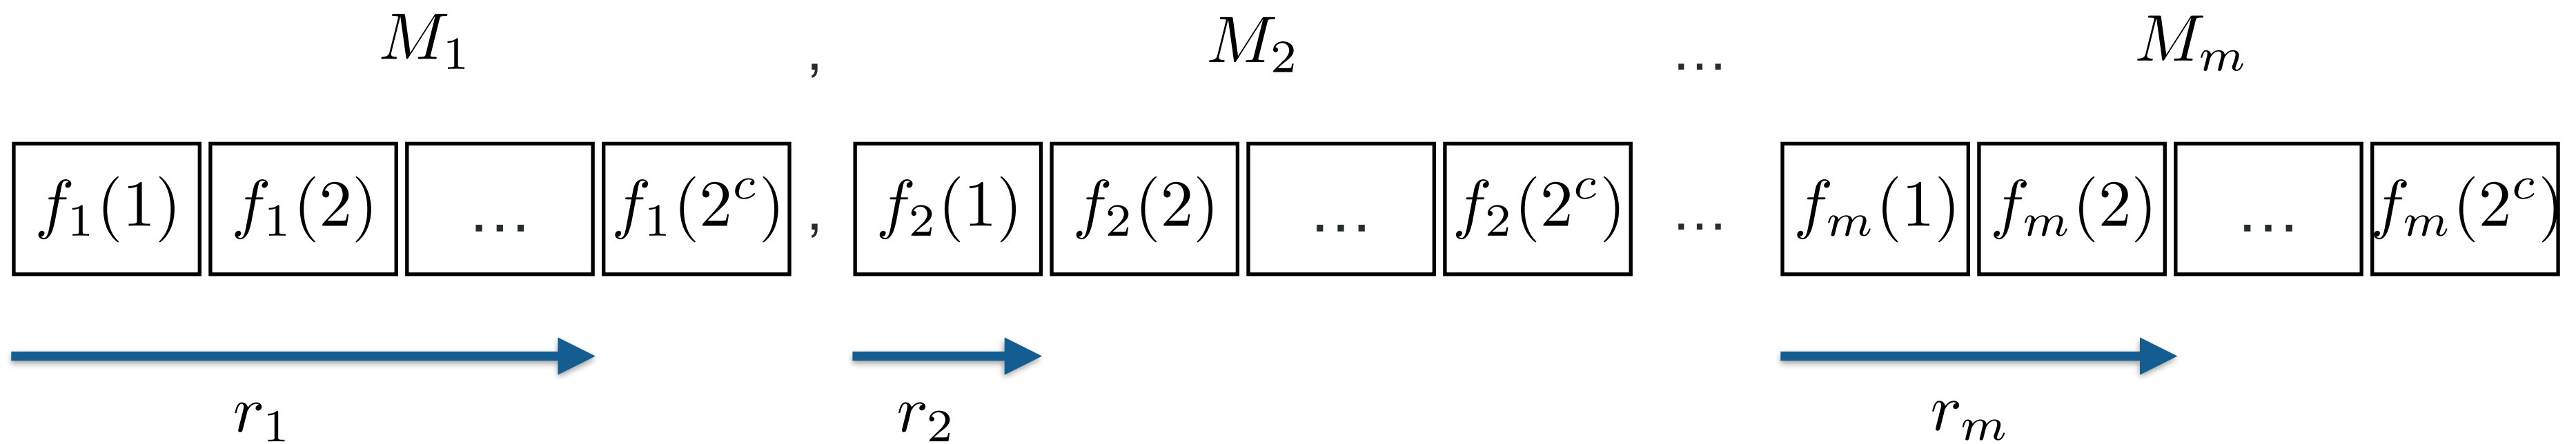 M_1 , M_2 ... M_m
f_1(1) f_1(2) ... f_1(2^c) , f_2(1) f_2(2) ... f_2(2^c) ... f_m(1) f_m(2) ... f_m(2^c)
r_1 r_2 r_m